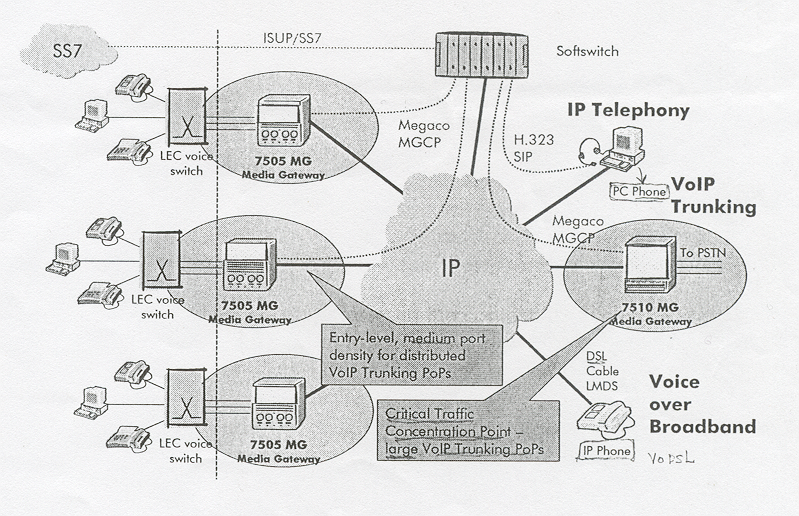 SS7
ISUP/SS7
Softswitch
LEC voice
switch
7505 MG
Media Gateway
Megaco
MGCP
H.323
SIP
IP Telephony
PC Phone
VoIP
Trunking
LEC voice
switch
7505 MG
Media Gateway
IP
Megaco
MGCP
To PSTN
7510 MG
Media Gateway
Entry-level, medium port
density for distributed
VoIP Trunking PoPs
DSL
Cable
LMDS
Voice
over
Broadband
LEC voice
switch
7505 MG
Media Gateway
Critical Traffic
Concentration Point –
large VoIP Trunking PoPs
IP Phone
VoDSL